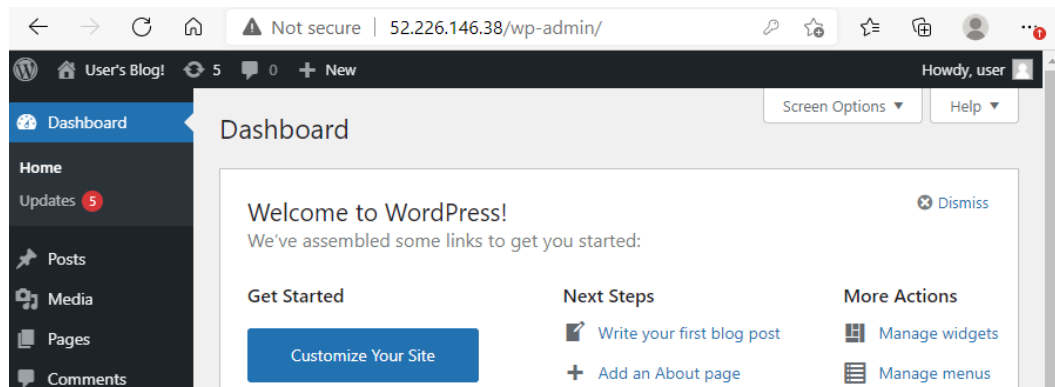 Not secure | 52.226.146.38/wp-admin/
User's Blog! 5 0 + New Howdy, user
Screen Options ▼ Help ▼
Dashboard
Home
Updates 5
Posts
Media
Pages
Comments
Dashboard
Welcome to WordPress!
Dismiss
We've assembled some links to get you started:
Get Started
Customize Your Site
Next Steps
Write your first blog post
Add an About page
More Actions
Manage widgets
Manage menus